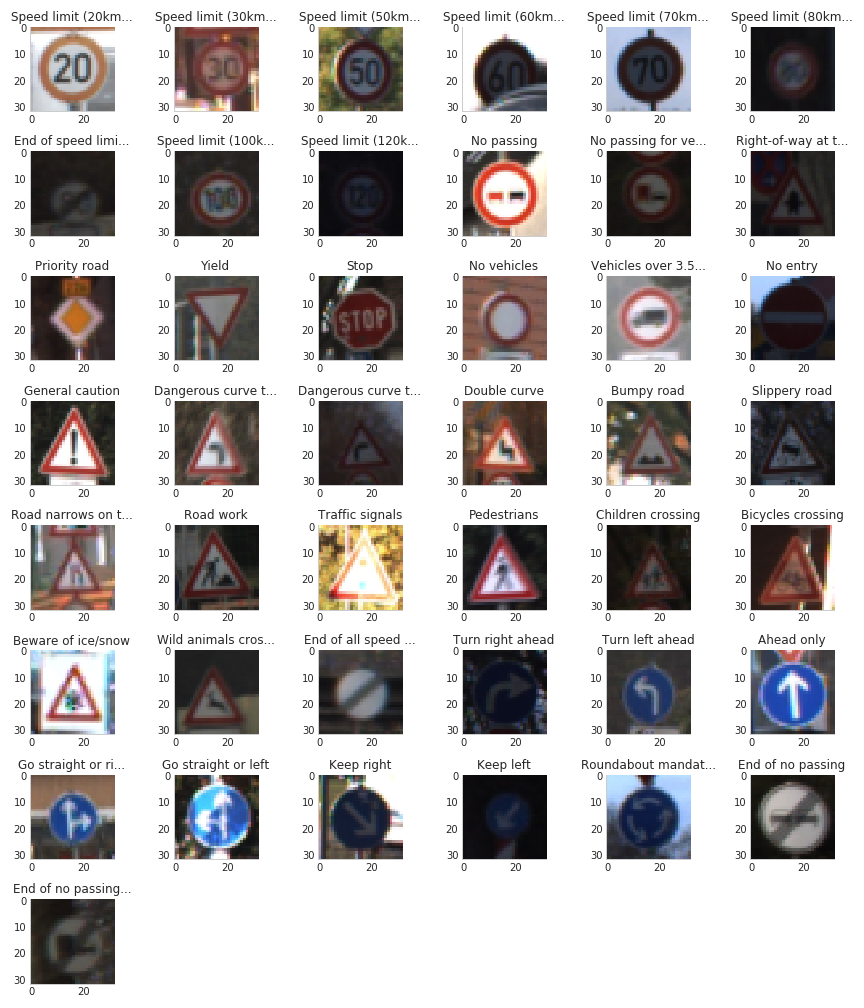 Speed limit (20km... Speed limit (30km... Speed limit (50km... Speed limit (60km... Speed limit (70km... Speed limit (80km...
0 0 0 0 0 0
10 10 10 10 10 10
20 30 50 60 70
20 20 20 20 20 20
30 30 30 30 30 30
0 20 0 20 0 20 0 20 0 20 0 20
End of speed limi... Speed limit (100k... Speed limit (120k... No passing No passing for ve... Right-of-way at t...
0 0 0 0 0 0
10 10 10 10 10 10
100 120
20 20 20 20 20 20
30 30 30 30 30 30
0 20 0 20 0 20 0 20 0 20 0 20
Priority road Yield Stop No vehicles Vehicles over 3.5... No entry
0 0 0 0 0 0
10 10 10 10 10 10
STOP
20 20 20 20 20 20
30 30 30 30 30 30
0 20 0 20 0 20 0 20 0 20 0 20
General caution Dangerous curve t... Dangerous curve t... Double curve Bumpy road Slippery road
0 0 0 0 0 0
10 10 10 10 10 10
20 20 20 20 20 20
30 30 30 30 30 30
0 20 0 20 0 20 0 20 0 20 0 20
Road narrows on t... Road work Traffic signals Pedestrians Children crossing Bicycles crossing
0 0 0 0 0 0
10 10 10 10 10 10
20 20 20 20 20 20
30 30 30 30 30 30
0 20 0 20 0 20 0 20 0 20 0 20
Beware of ice/snow Wild animals cros... End of all speed ... Turn right ahead Turn left ahead Ahead only
0 0 0 0 0 0
10 10 10 10 10 10
20 20 20 20 20 20
30 30 30 30 30 30
0 20 0 20 0 20 0 20 0 20 0 20
Go straight or ri... Go straight or left Keep right Keep left Roundabout mandat... End of no passing
0 0 0 0 0 0
10 10 10 10 10 10
20 20 20 20 20 20
30 30 30 30 30 30
0 20 0 20 0 20 0 20 0 20 0 20
End of no passing...
0
10
20
30
0 20